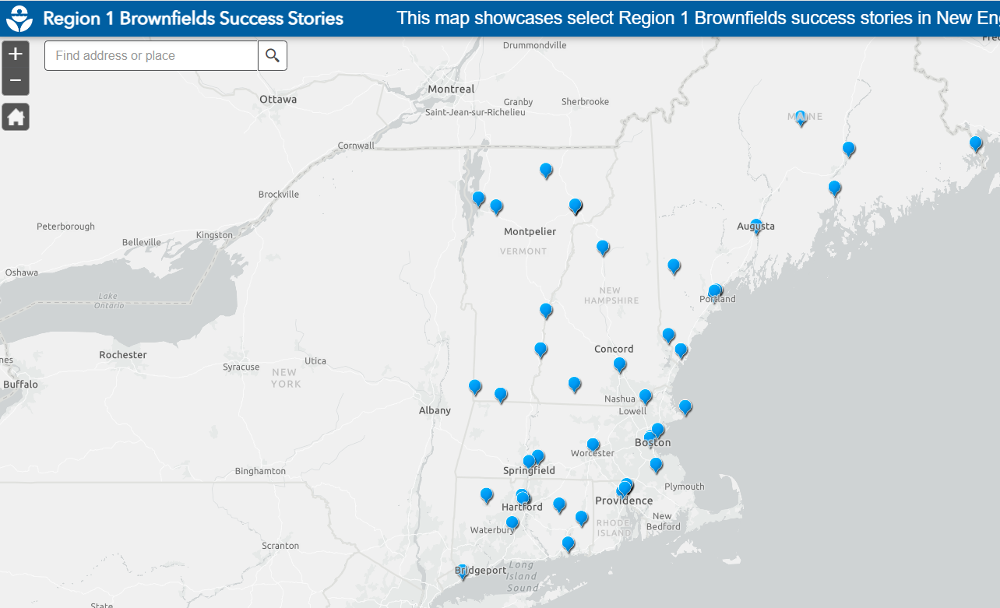 Region 1 Brownfields Success Stories
This map showcases select Region 1 Brownfields success stories in New En
+
Find address or place
−
Drummondville
Montreal
Ottawa
Granby
Sherbrooke
Saint-Jean-sur-Richelieu
MAINE
Cornwall
Brockville
Peterborough
Belleville
Kingston
Montpelier
Augusta
VERMONT
Oshawa
Lake
Ontario
NEW
HAMPSHIRE
Portland
Rochester
Syracuse
Utica
Concord
nes
NEW
YORK
Buffalo
Albany
Nashua
Lowell
Boston
Worcester
Binghamton
Springfield
Plymouth
Hartford
Providence
New
Bedford
RHODE
ISLAND
Waterbury
Scranton
Bridgeport
Long
Island
Sound
State